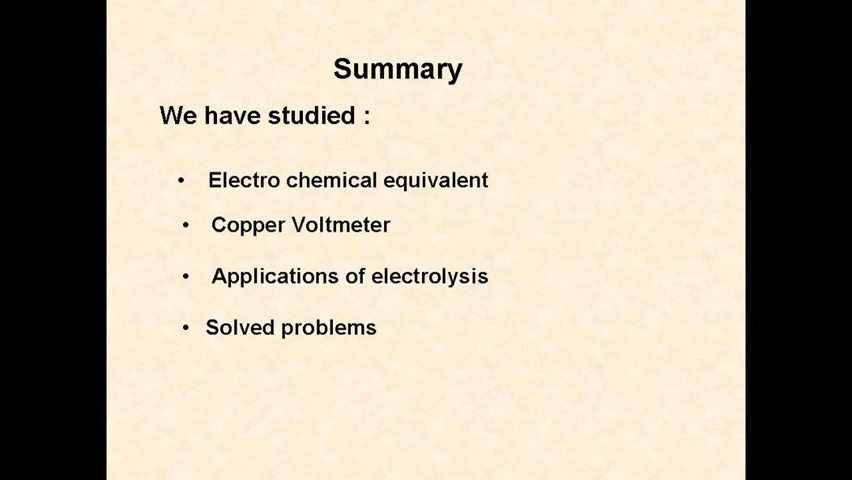 Summary
We have studied :
• Electro chemical equivalent
• Copper Voltmeter
• Applications of electrolysis
• Solved problems